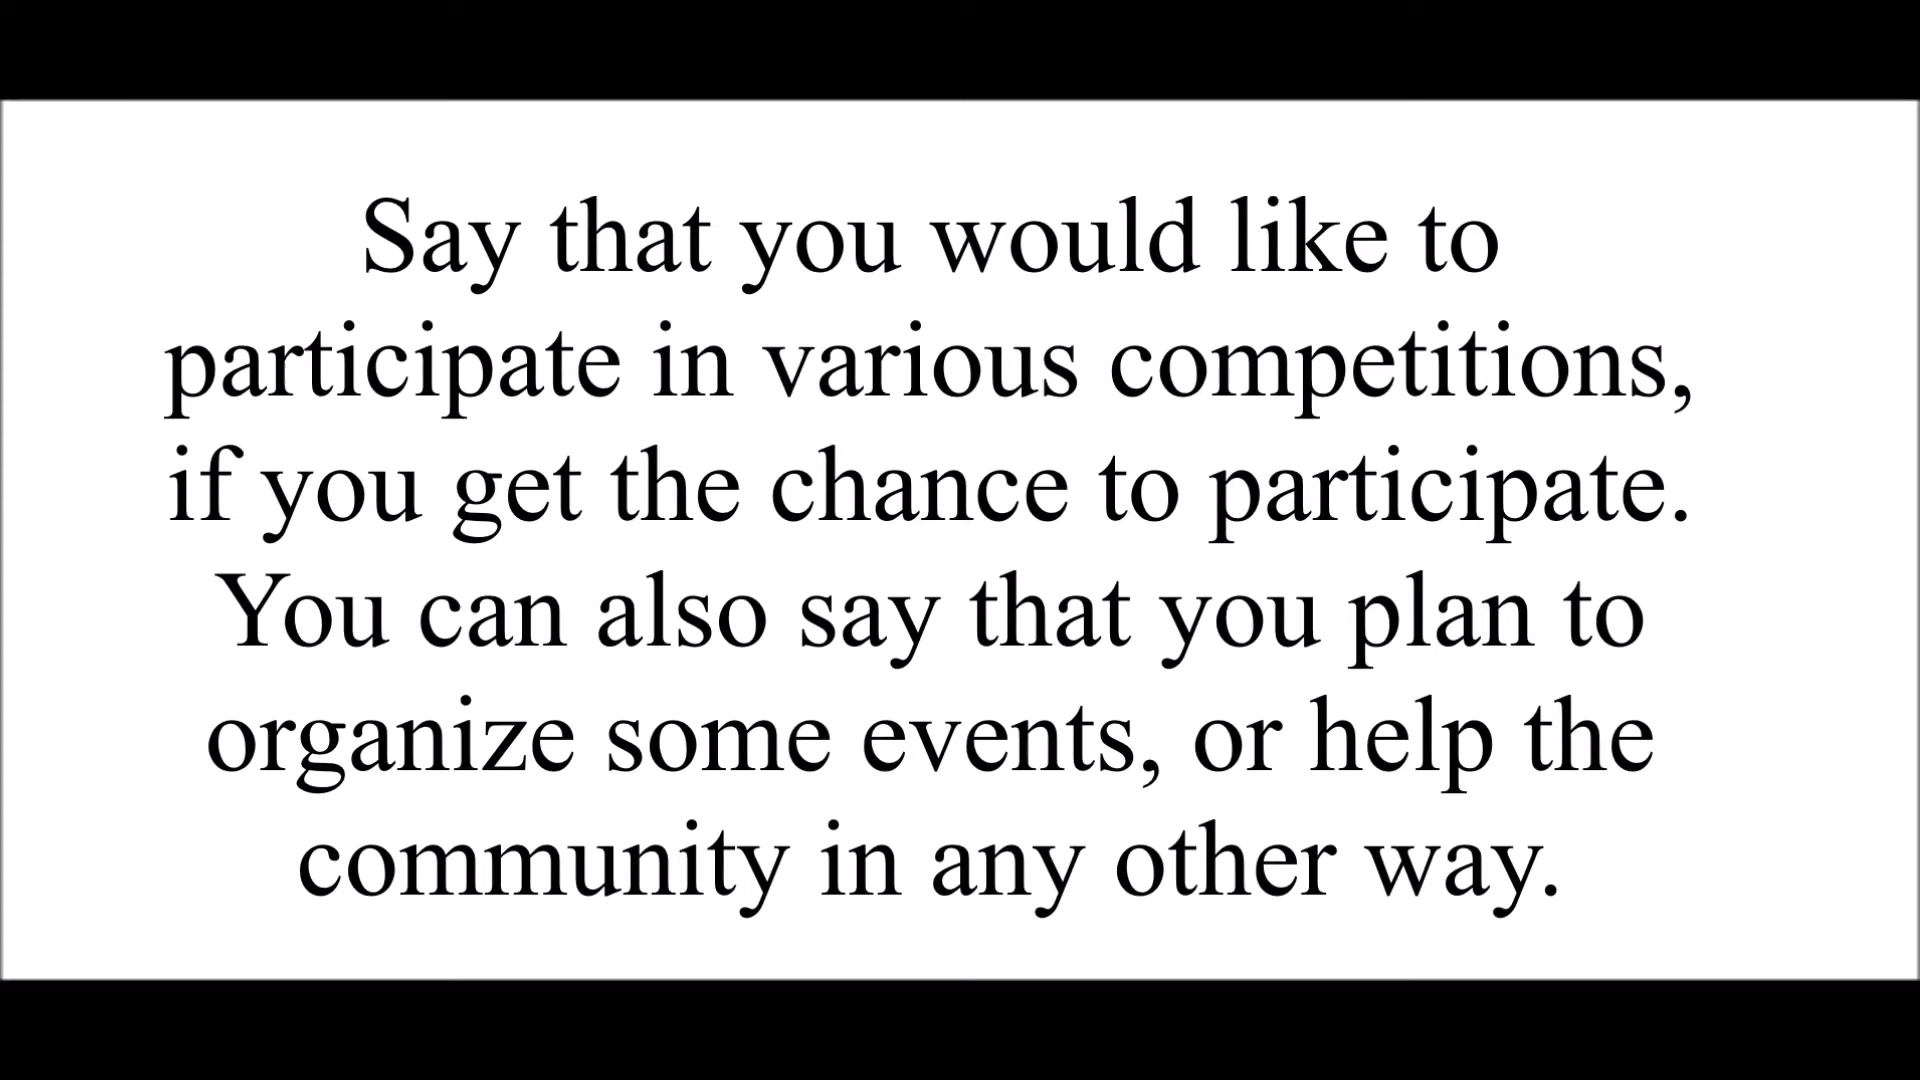 Say that you would like to
participate in various competitions,
if you get the chance to participate.
You can also say that you plan to
organize some events, or help the
community in any other way.